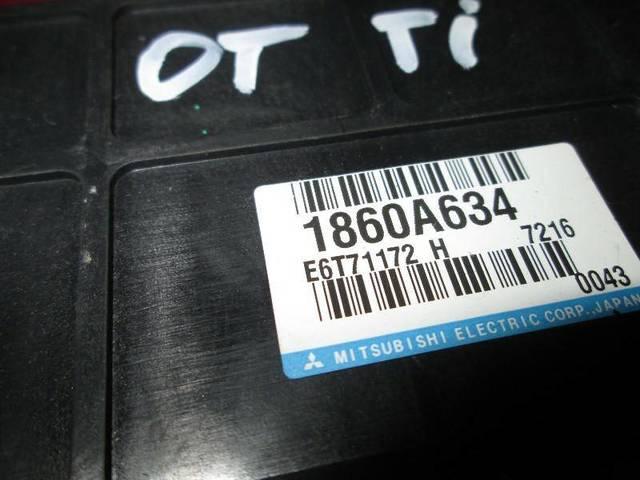 OT Ti
1860A634
E6T71172 H 7216
0043
MITSUBISHI ELECTRIC CORP., JAPAN